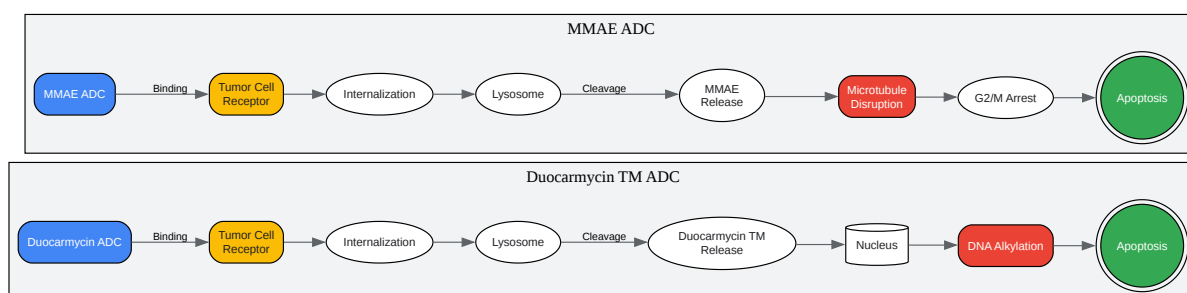 MMAE ADC
MMAE ADC
Binding
Tumor Cell
Receptor
Internalization
Lysosome
Cleavage
MMAE
Release
Microtubule
Disruption
G2/M Arrest
Apoptosis
Duocarmycin TM ADC
Duocarmycin ADC
Binding
Tumor Cell
Receptor
Internalization
Lysosome
Cleavage
Duocarmycin TM
Release
Nucleus
DNA Alkylation
Apoptosis